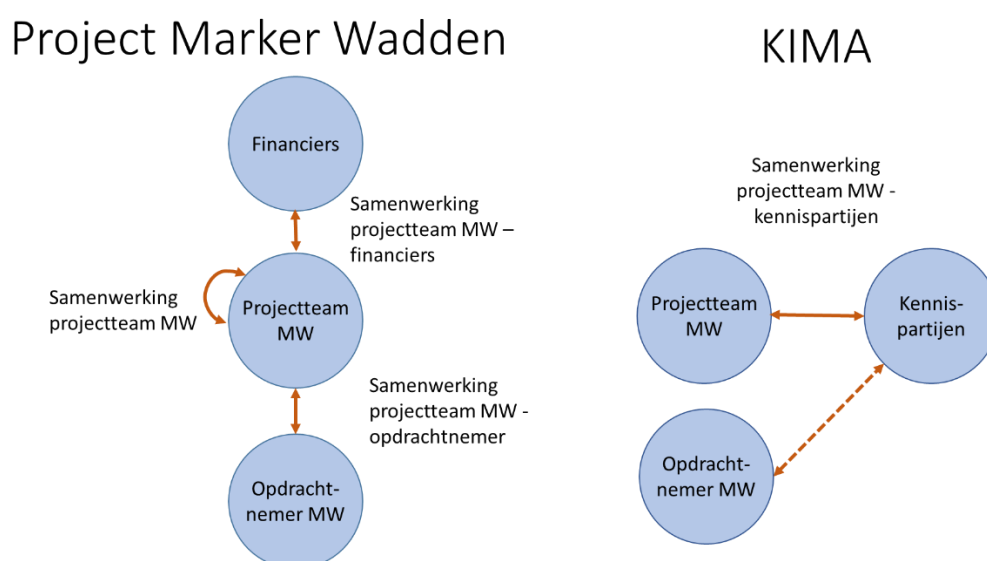 Project Marker Wadden
Financiers
Samenwerking
projectteam MW –
financiers
Samenwerking
projectteam MW
Projectteam
MW
Samenwerking
projectteam MW -
opdrachtnemer
Opdracht-
nemer MW
KIMA
Samenwerking
projectteam MW -
kennispartijen
Projectteam
MW
Kennis-
partijen
Opdracht-
nemer MW